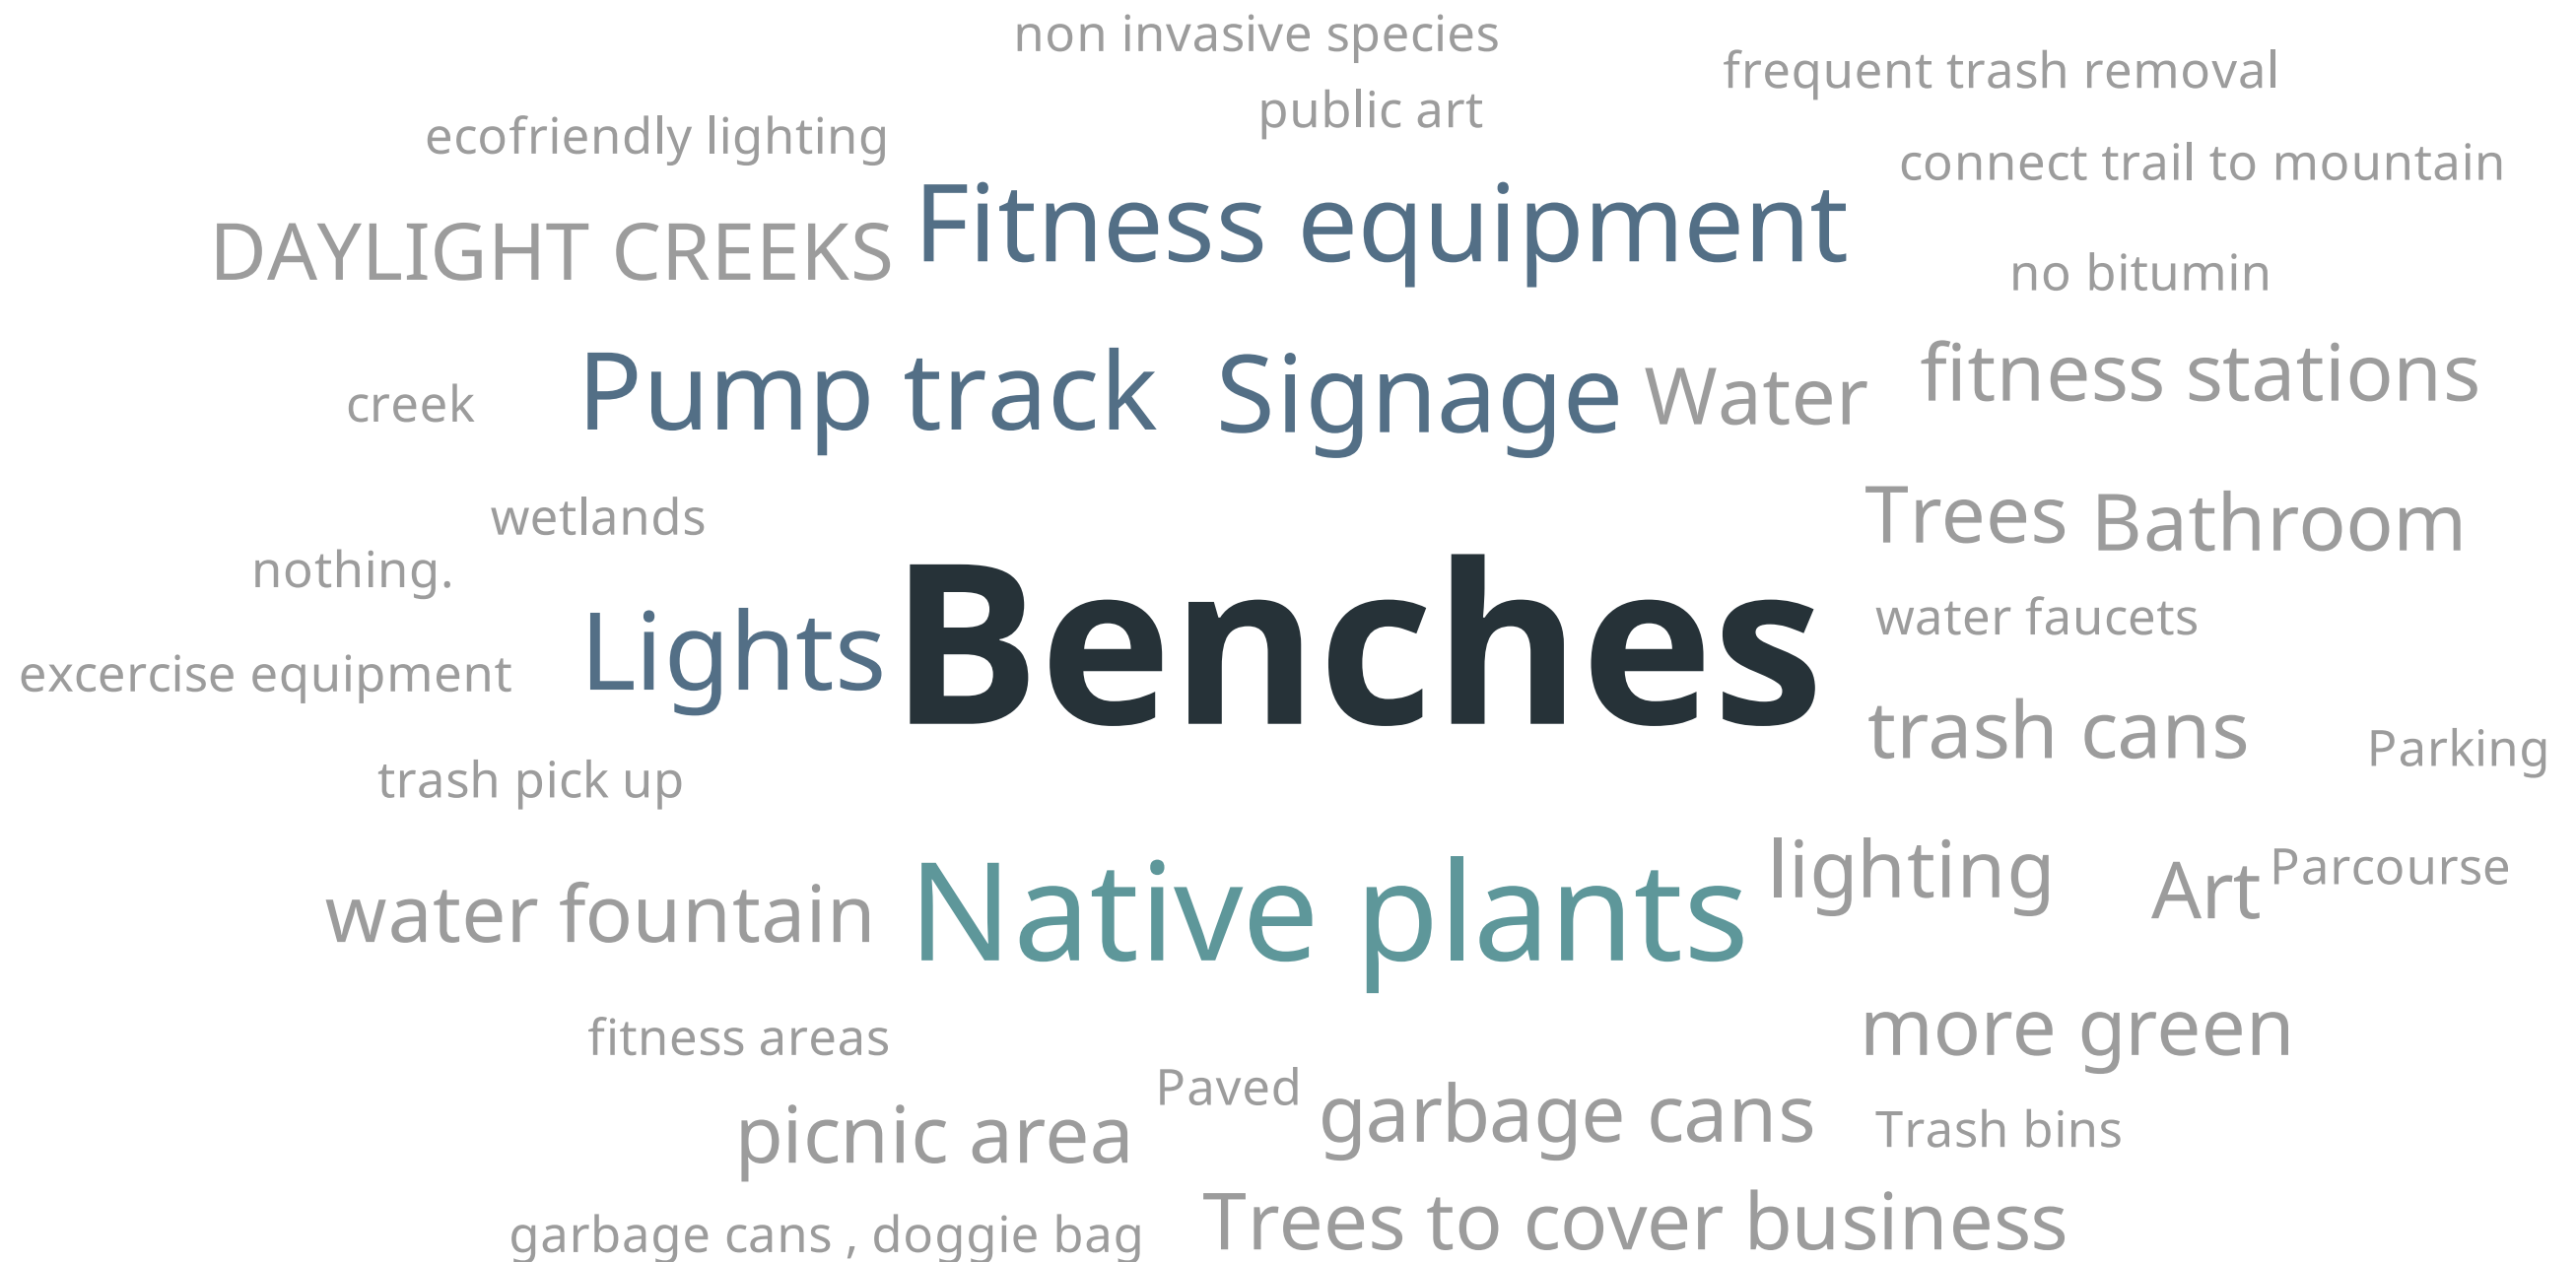 non invasive species
frequent trash removal
public art
ecofriendly lighting
connect trail to mountain
DAYLIGHT CREEKS
Fitness equipment
no bitumin
creek
Pump track
Signage
Water
fitness stations
wetlands
Trees
Bathroom
nothing.
Lights
Benches
water faucets
excercise equipment
trash cans
Parking
trash pick up
water fountain
Native plants
lighting
Art
Parcourse
fitness areas
more green
Paved
picnic area
garbage cans
Trash bins
garbage cans , doggie bag
Trees to cover business